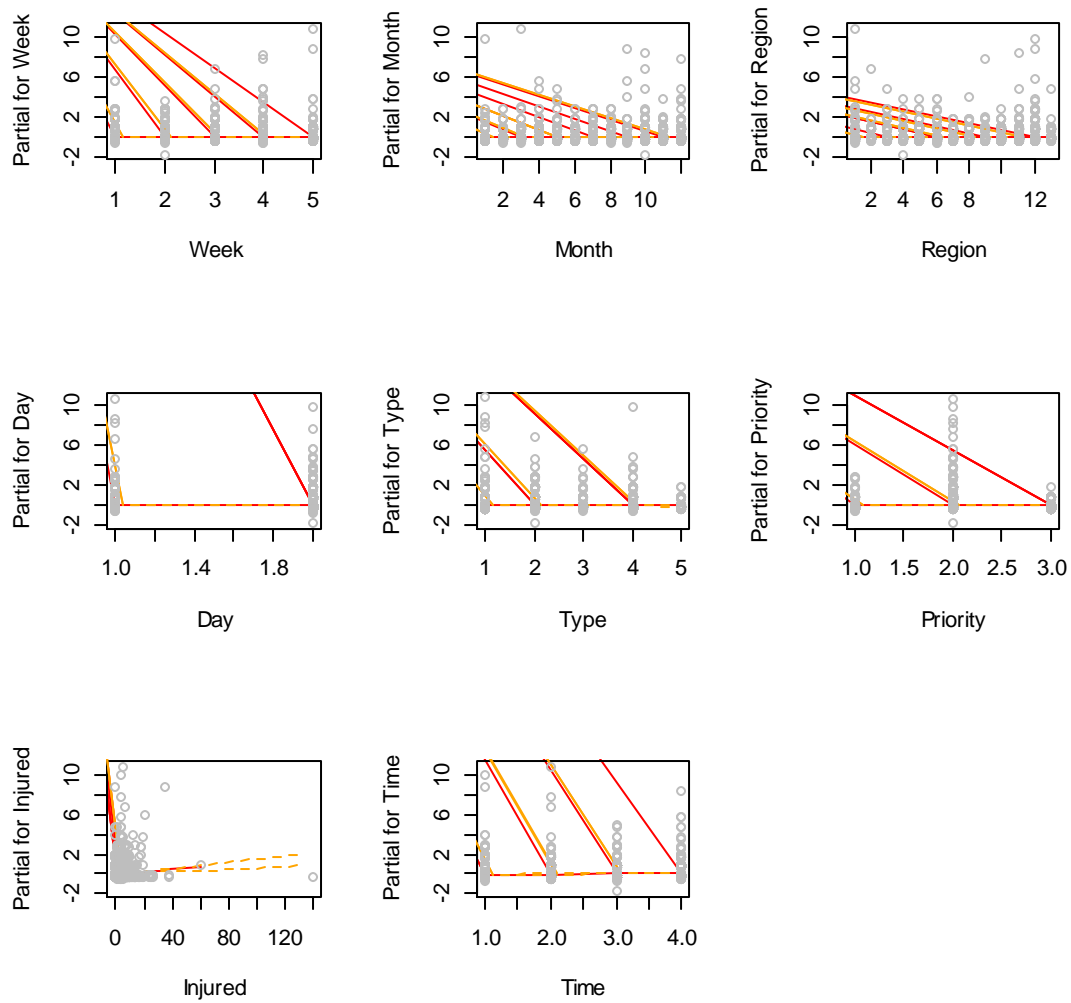 Partial for Week
10
6
2
-2
1 2 3 4 5
Week
Partial for Month
10
6
2
-2
2 4 6 8 10
Month
Partial for Region
10
6
2
-2
2 4 6 8 12
Region
Partial for Day
10
6
2
-2
1.0 1.4 1.8
Day
Partial for Type
10
6
2
-2
1 2 3 4 5
Type
Partial for Priority
10
6
2
-2
1.0 1.5 2.0 2.5 3.0
Priority
Partial for Injured
10
6
2
-2
0 40 80 120
Injured
Partial for Time
10
6
2
-2
1.0 2.0 3.0 4.0
Time